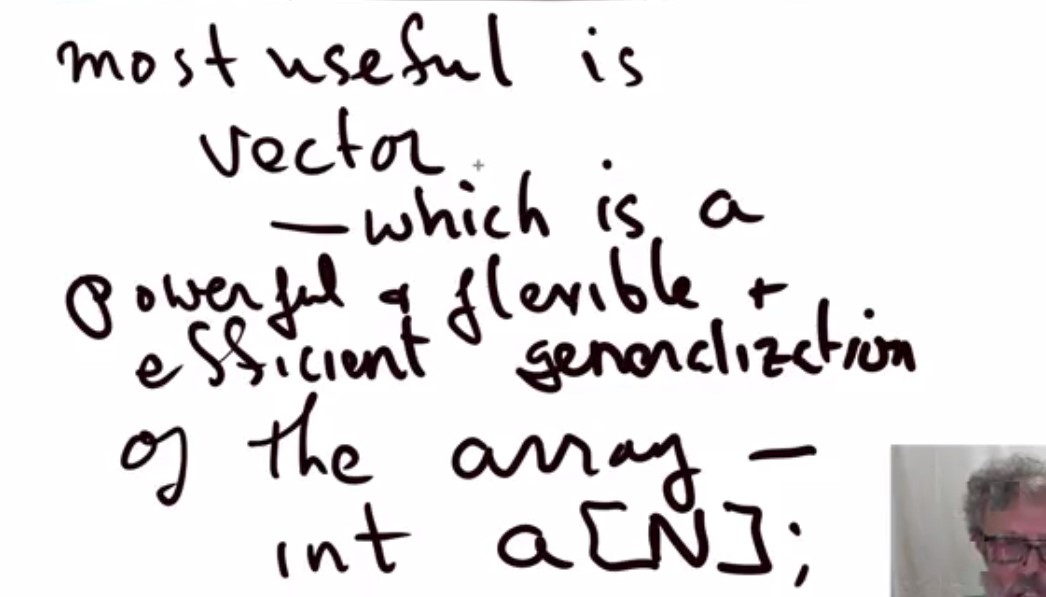 most useful is
vector
—which is a
powerful & flexible +
efficient generalization
of the array —
int a[N];